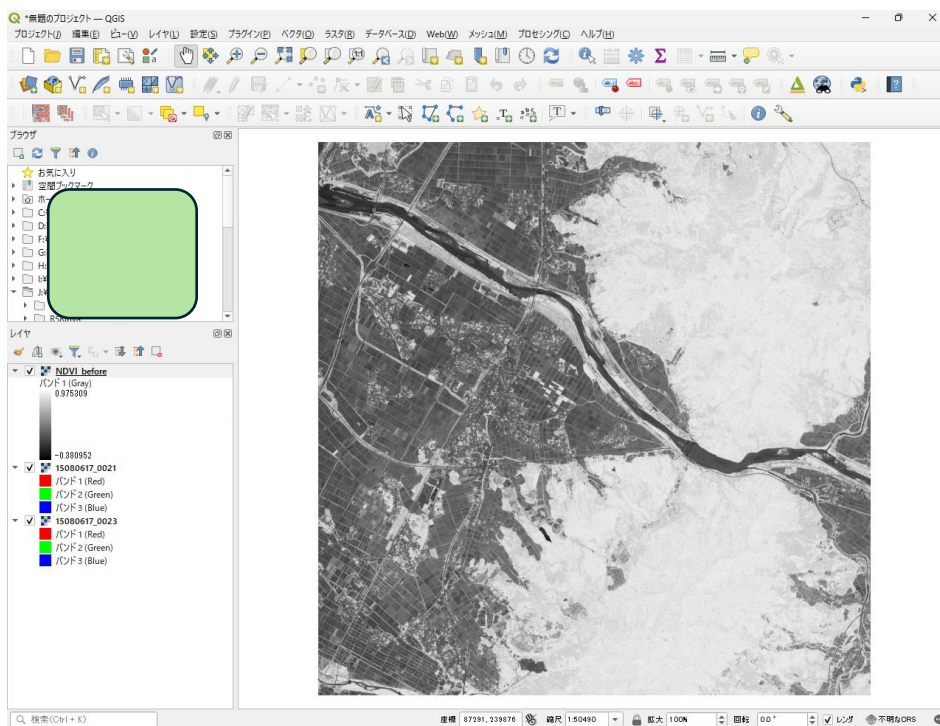 *無題のプロジェクト — QGIS
プロジェクト(J) 編集(E) ビュー(V) レイヤ(L) 設定(S) プラグイン(P) ベクタ(O) ラスタ(R) データベース(D) Web(W) メッシュ(M) プロセシング(C) ヘルプ(H)
ブラウザ
お気に入り
空間ブックマーク
ホー
C:
D:
F:¥
G:
H:
I:¥
J:¥
レイヤ
NDVI_before
バンド 1 (Gray)
0.975309
-0.380952
15080617_0021
バンド 1 (Red)
バンド 2 (Green)
バンド 3 (Blue)
15080617_0023
バンド 1 (Red)
バンド 2 (Green)
バンド 3 (Blue)
検索(Ctrl + K) 座標 87291,239876 縮尺 1:50490 拡大 100% 回転 0.0° レンダ 不明なCRS